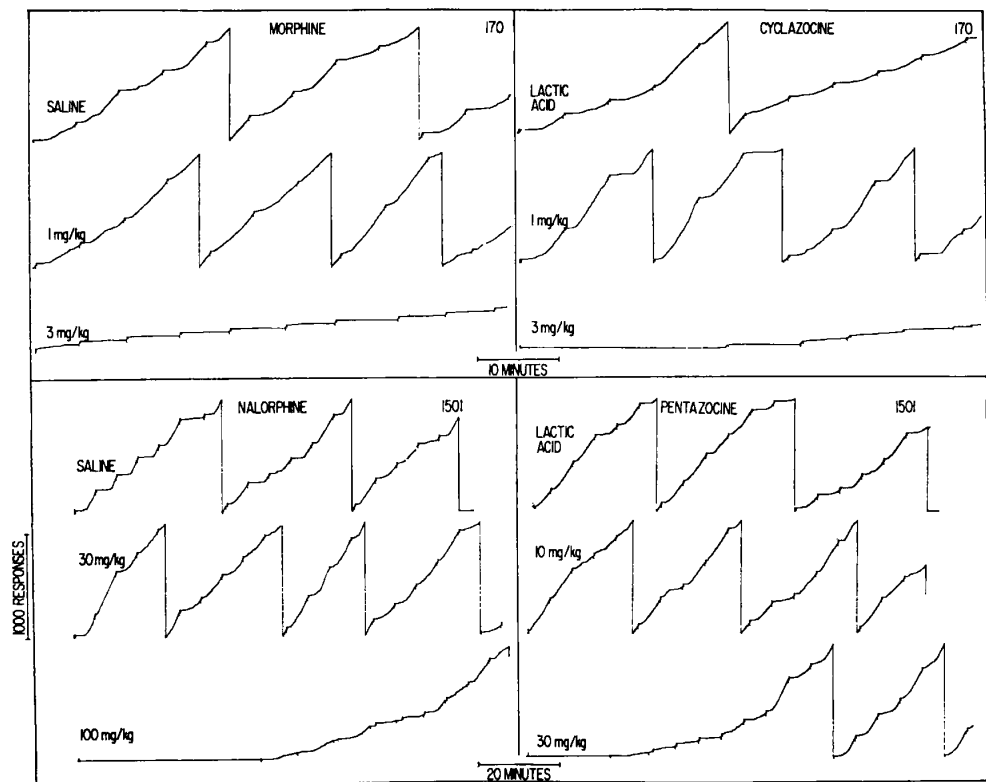 MORPHINE 170
SALINE
1 mg/kg
3 mg/kg
CYCLAZOCINE 170
LACTIC
ACID
1 mg/kg
3 mg/kg
10 MINUTES
NALORPHINE 1501
SALINE
30 mg/kg
100 mg/kg
PENTAZOCINE 1501
LACTIC
ACID
10 mg/kg
30 mg/kg
20 MINUTES
1000 RESPONSES